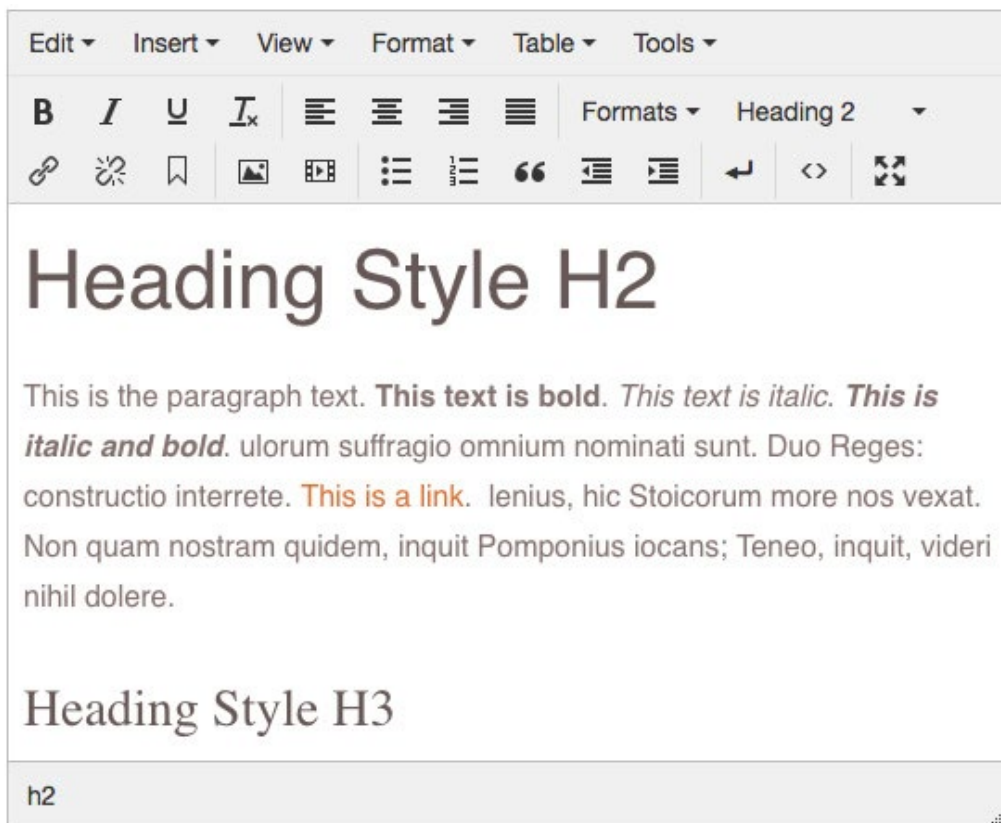 Edit Insert View Format Table Tools
B I U Tx Formats Heading 2
Heading Style H2
This is the paragraph text. This text is bold. This text is italic. This is
italic and bold. ulorum suffragio omnium nominati sunt. Duo Reges:
constructio interrete. This is a link.  lenius, hic Stoicorum more nos vexat.
Non quam nostram quidem, inquit Pomponius iocans; Teneo, inquit, videri
nihil dolere.
Heading Style H3
h2